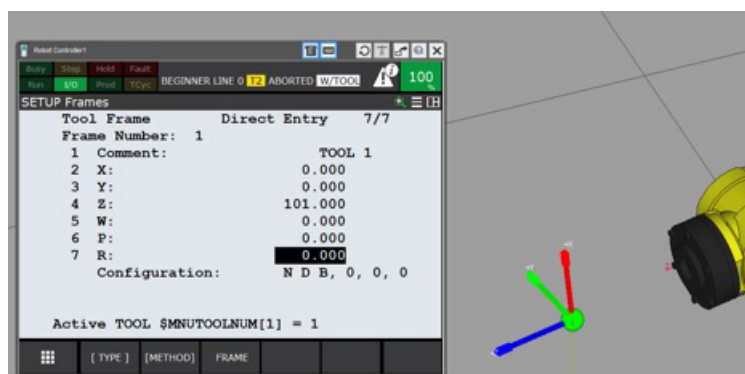 Robot Controller1
Busy Step Hold Fault
Run I/O Prod TCyc
BEGINNER LINE 0 T2 ABORTED W/TOOL
100
%
SETUP Frames
Tool Frame Direct Entry 7/7
Frame Number: 1
1 Comment: TOOL 1
2 X: 0.000
3 Y: 0.000
4 Z: 101.000
5 W: 0.000
6 P: 0.000
7 R: 0.000
Configuration: N D B, 0, 0, 0
Active TOOL $MNUTOOLNUM[1] = 1
[ TYPE ] [METHOD] FRAME